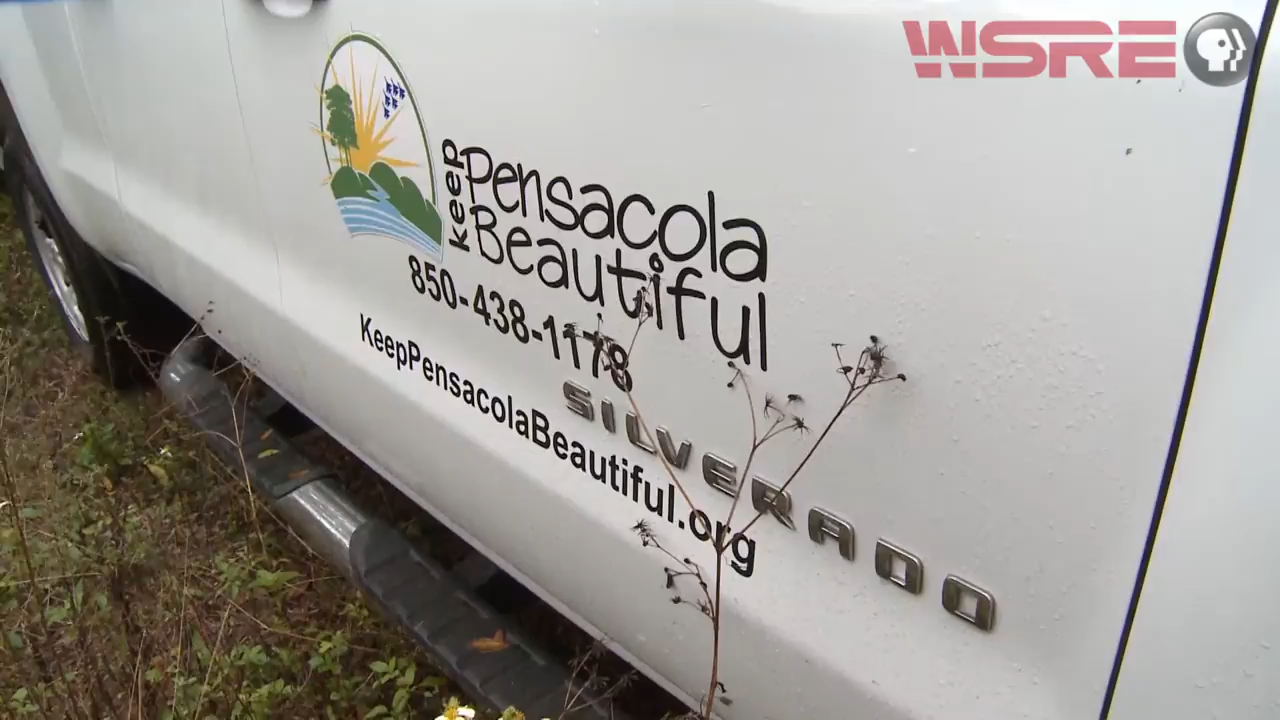 WSRE
keep
Pensacola
Beautiful
850-438-1178
KeepPensacolaBeautiful.org
SILVERADO